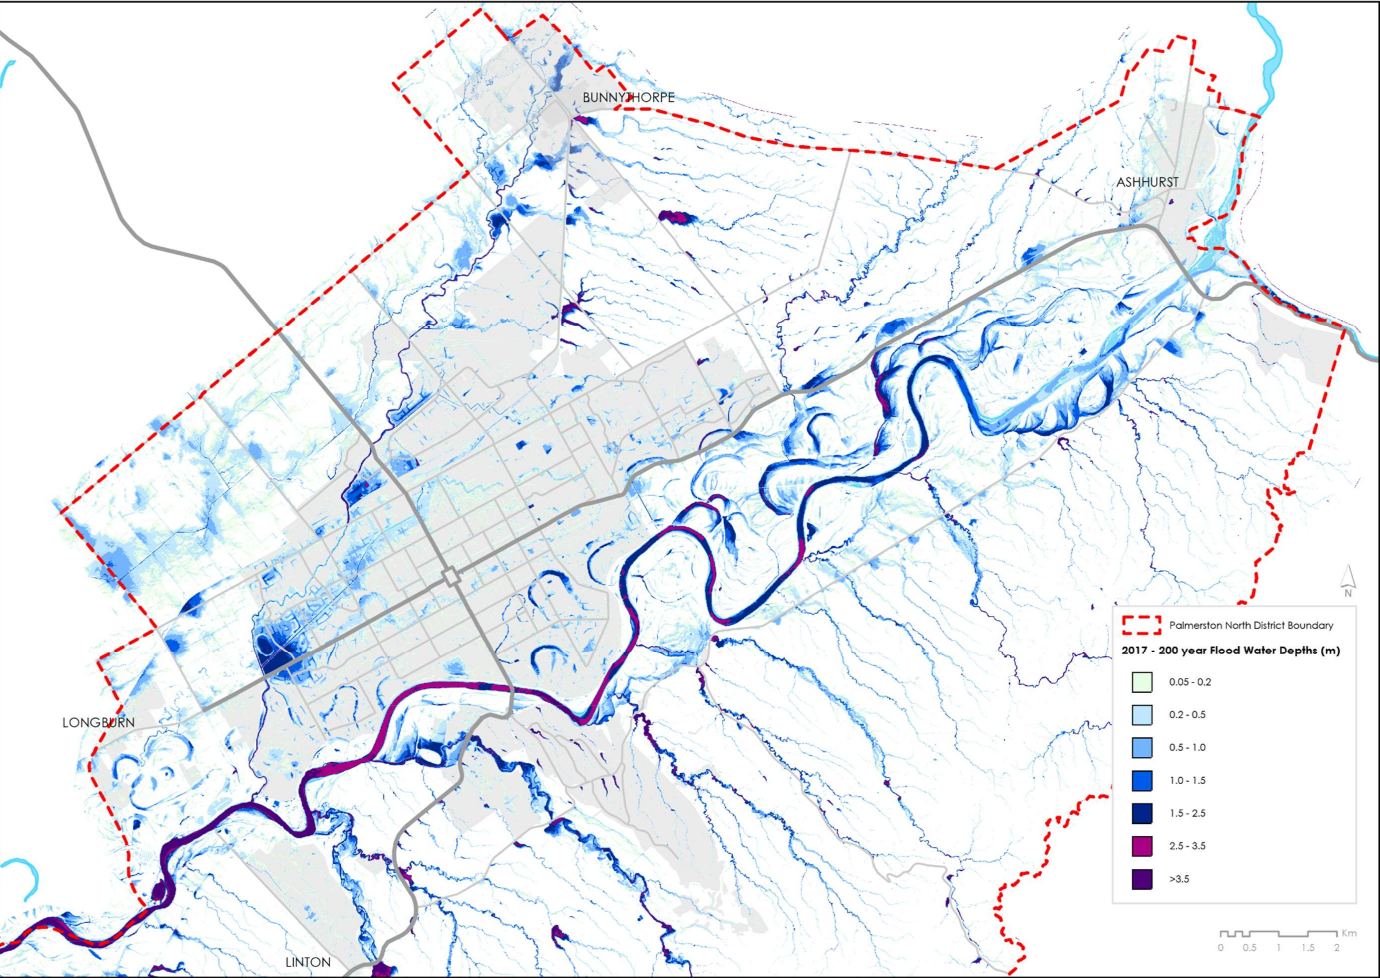 BUNNYTHORPE
ASHHURST
LONGBURN
LINTON
N
Palmerston North District Boundary
2017 - 200 year Flood Water Depths (m)
0.05 - 0.2
0.2 - 0.5
0.5 - 1.0
1.0 - 1.5
1.5 - 2.5
2.5 - 3.5
>3.5
Km
0 0.5 1 1.5 2